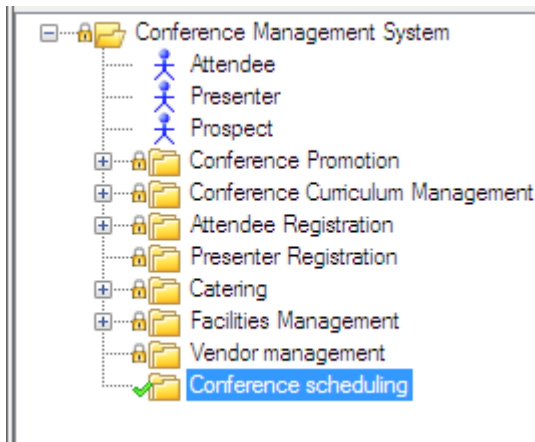 Conference Management System
Attendee
Presenter
Prospect
Conference Promotion
Conference Curriculum Management
Attendee Registration
Presenter Registration
Catering
Facilities Management
Vendor management
Conference scheduling